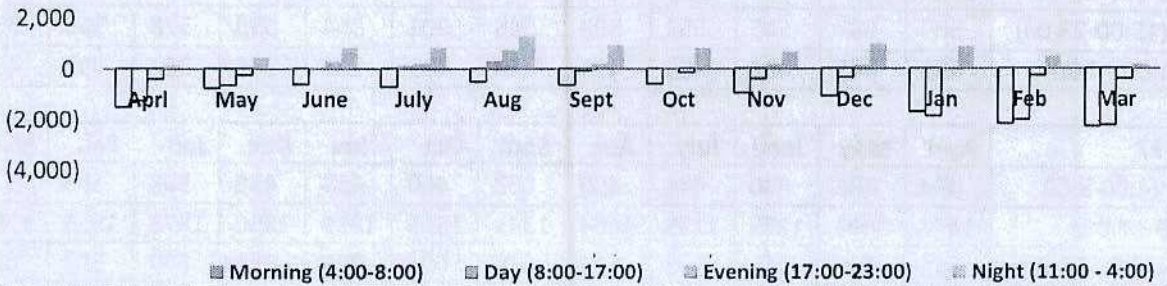 2,000
0
(2,000)
(4,000)
Aprl May June July Aug Sept Oct Nov Dec Jan Feb Mar
Morning (4:00-8:00) Day (8:00-17:00) Evening (17:00-23:00) Night (11:00 - 4:00)